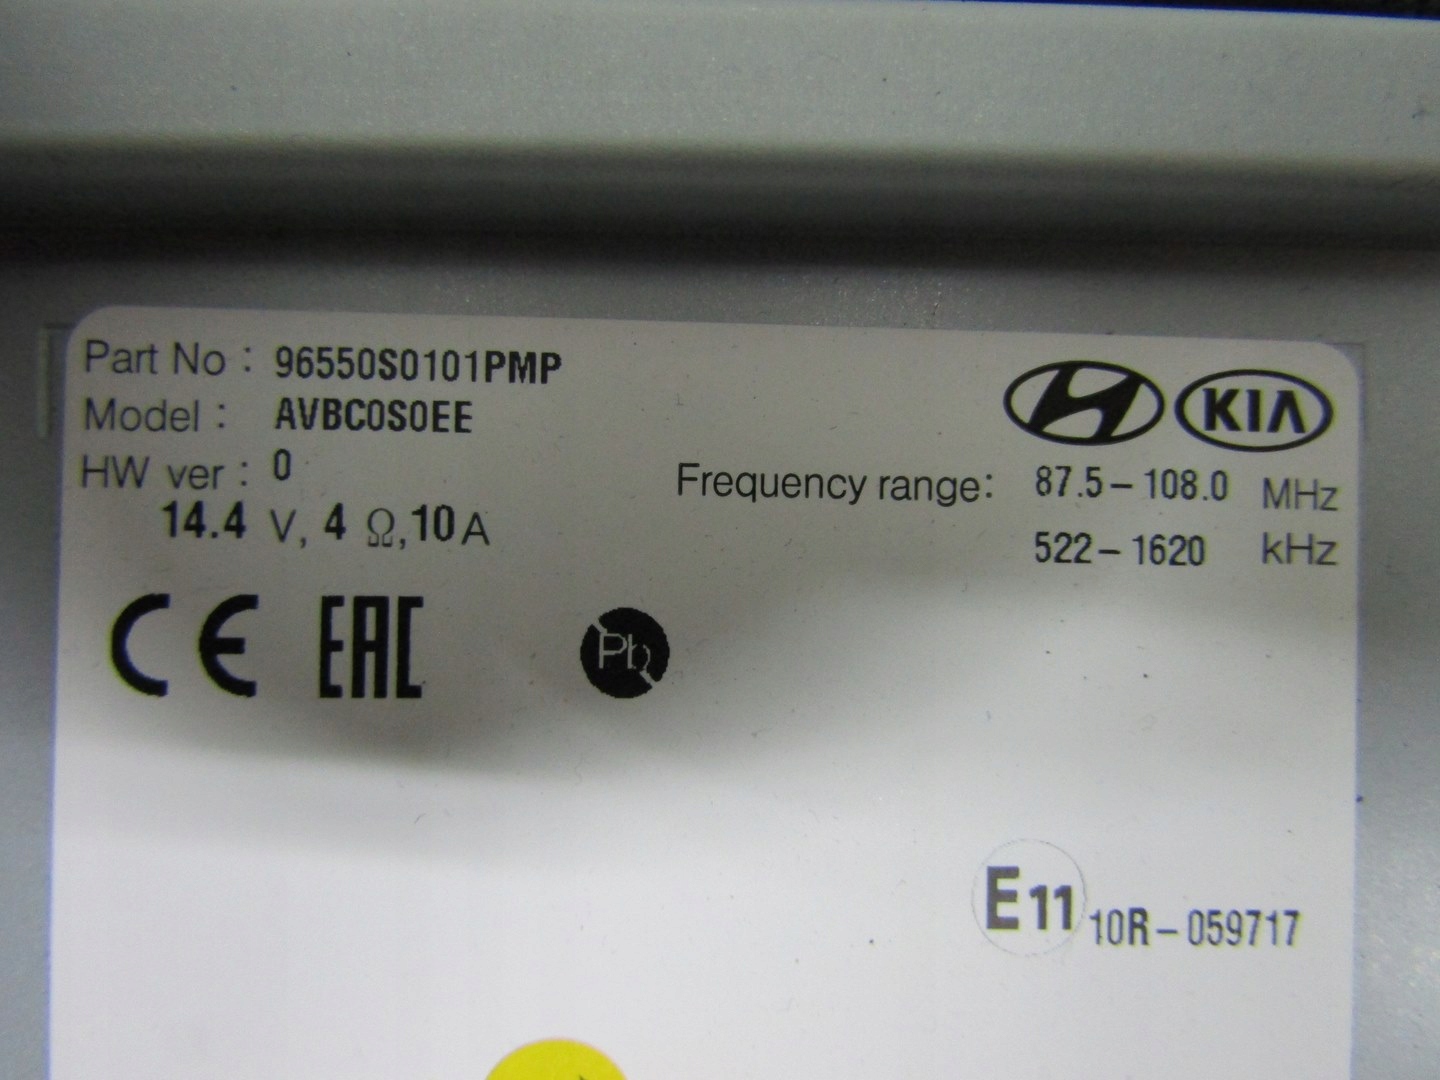 Part No : 96550S0101PMP
Model : AVBC0S0EE
HW ver : 0
14.4 V, 4 Ω, 10 A
KIA
Frequency range: 87.5 – 108.0 MHz
522 – 1620 kHz
CE EAC Pb
E11 10R – 059717